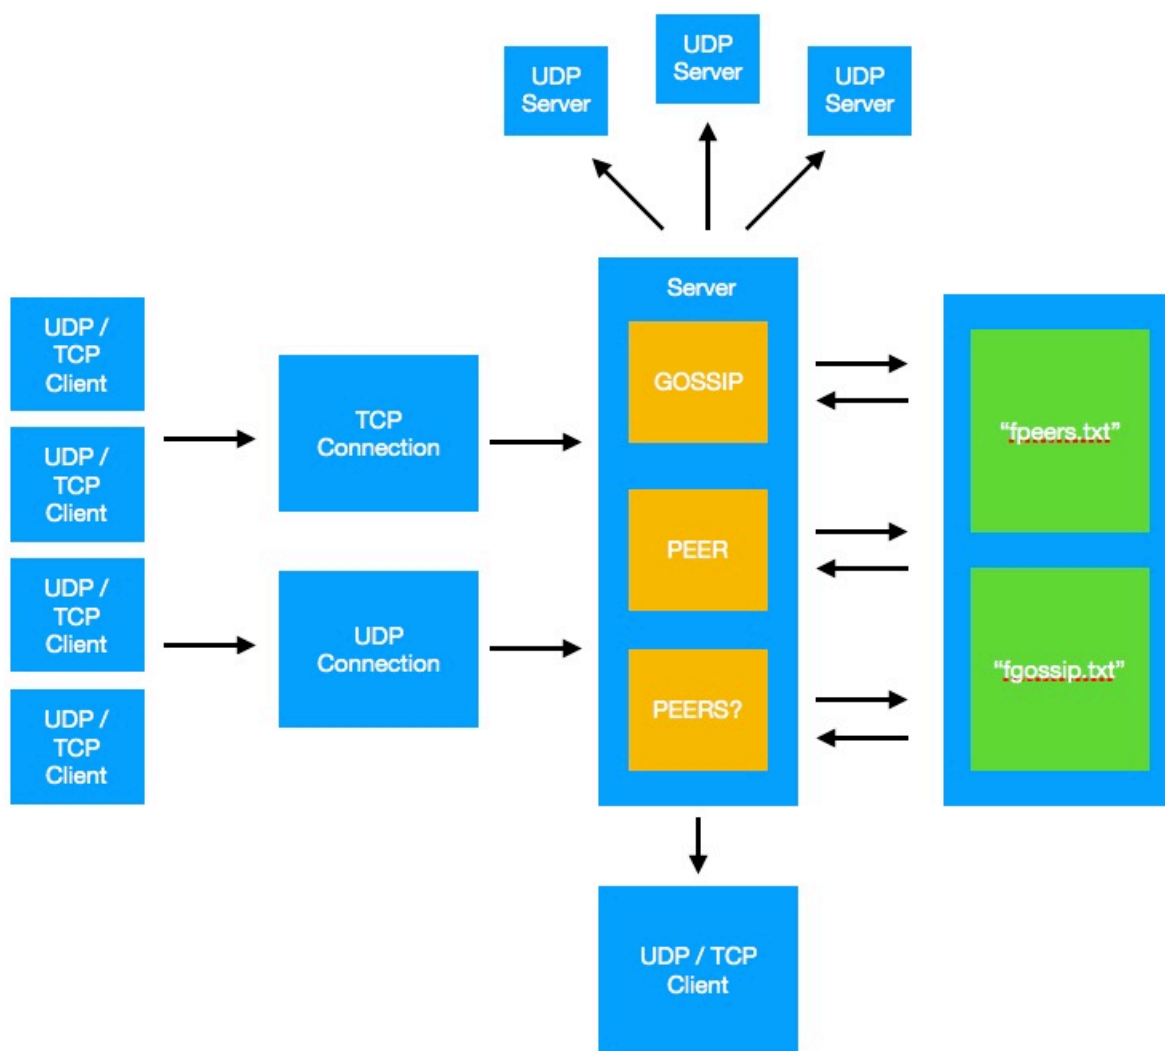 UDP
Server
UDP
Server
UDP
Server
Server
GOSSIP
PEER
PEERS?
UDP /
TCP
Client
UDP /
TCP
Client
UDP /
TCP
Client
UDP /
TCP
Client
TCP
Connection
UDP
Connection
“fpeers.txt”
“fgossip.txt”
UDP / TCP
Client